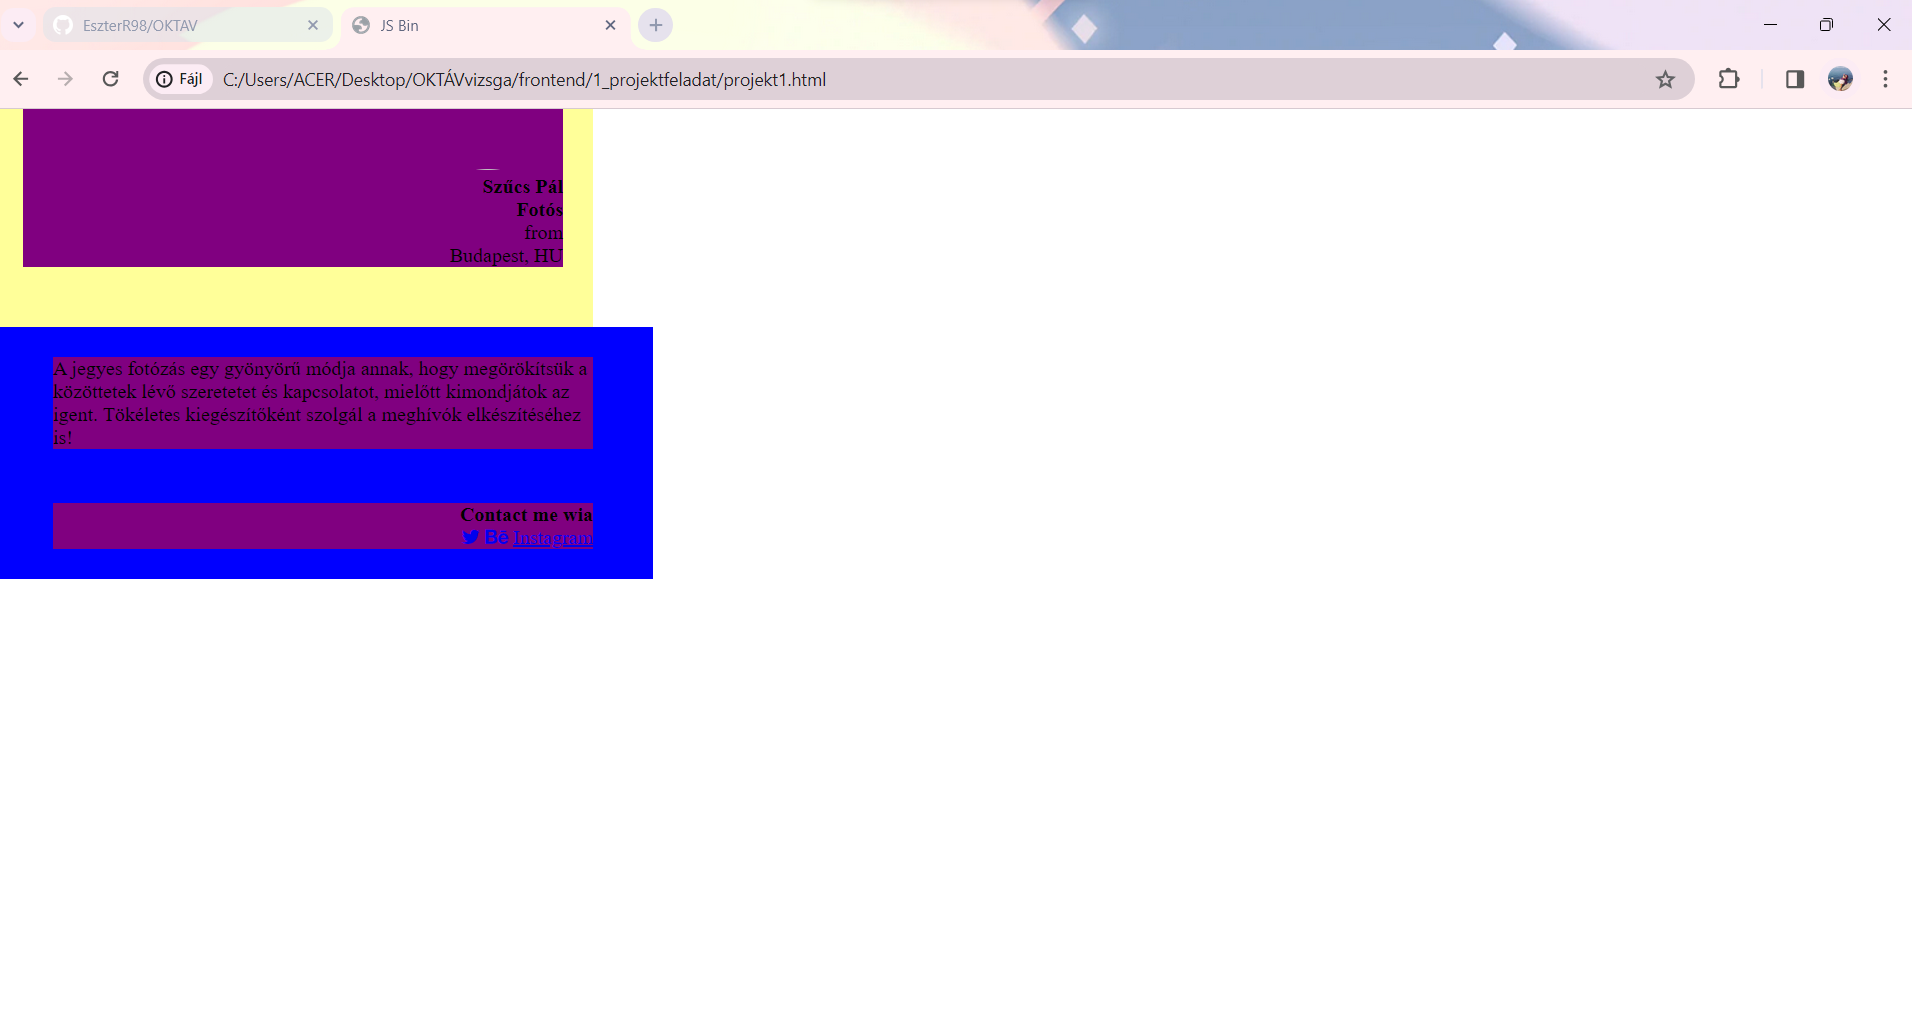 EszterR98/OKTAV
JS Bin
Fájl
C:/Users/ACER/Desktop/OKTÁVvizsga/frontend/1_projektfeladat/projekt1.html
Szűcs Pál
Fotós
from
Budapest, HU
A jegyes fotózás egy gyönyörű módja annak, hogy megörökítsük a
közöttetek lévő szeretetet és kapcsolatot, mielőtt kimondjátok az
igent. Tökéletes kiegészítőként szolgál a meghívók elkészítéséhez
is!
Contact me wia
Bē Instagram